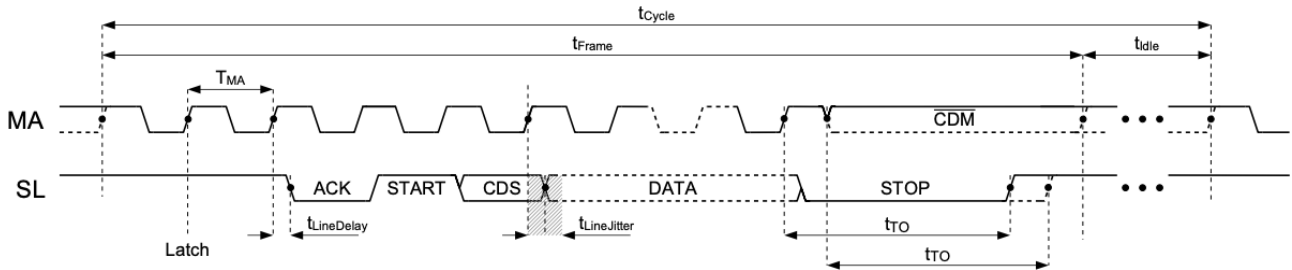 tCycle
tFrame
tIdle
TMA
MA
CDM
SL
ACK
START
CDS
DATA
STOP
tLineDelay
tLineJitter
tTO
tTO
Latch